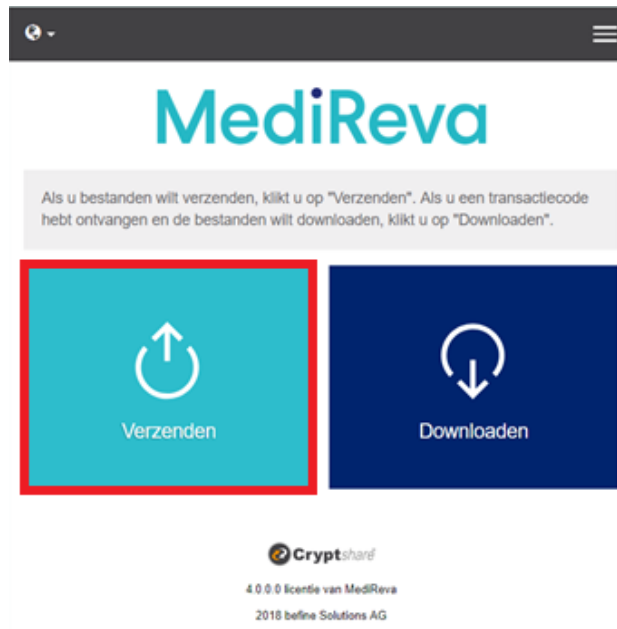 MediReva
Als u bestanden wilt verzenden, klikt u op "Verzenden". Als u een transactiecode
hebt ontvangen en de bestanden wilt downloaden, klikt u op "Downloaden".
Verzenden
Downloaden
Cryptshare
4.0.0.0 licentie van MediReva
2018 befine Solutions AG